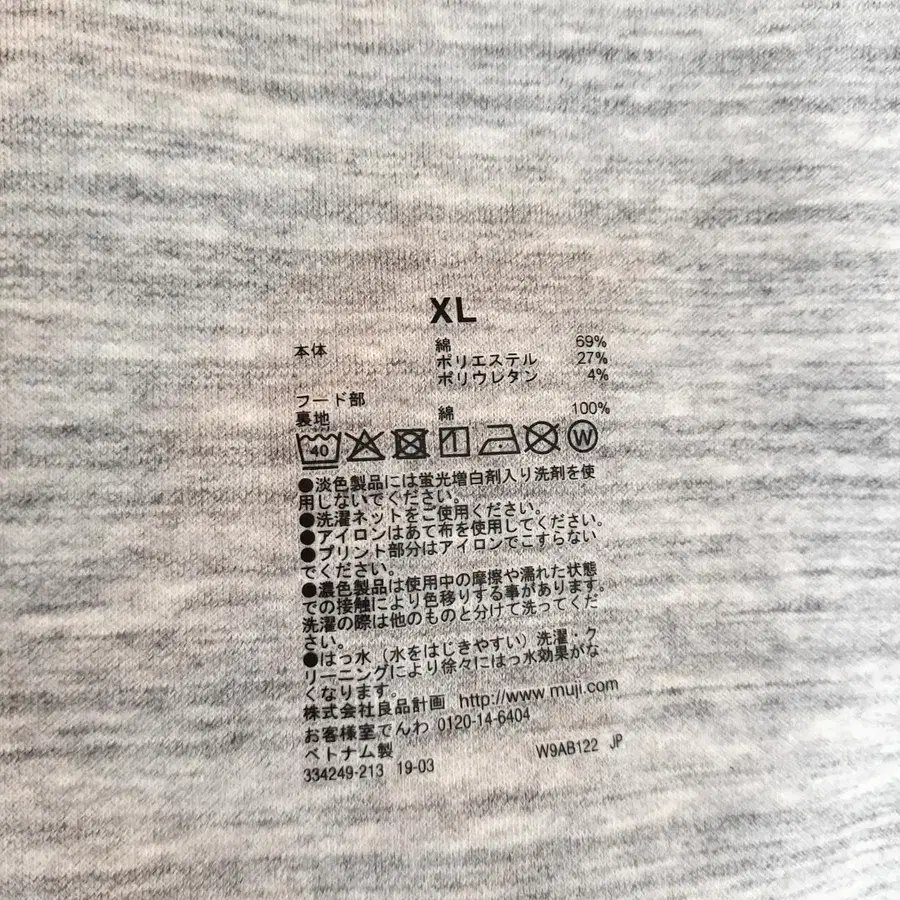 XL
本体 綿 69%
ポリエステル 27%
ポリウレタン 4%
フード部
裏地 綿 100%
40 W
●淡色製品には蛍光増白剤入り洗剤を使
用しないでください。
●洗濯ネットをご使用ください。
●アイロンはあて布を使用してください。
●プリント部分はアイロンでこすらない
でください。
●濃色製品は使用中の摩擦や濡れた状態
での接触により色移りする事があります。
洗濯の際は他のものと分けて洗ってくだ
さい。
●はっ水（水をはじきやすい）洗濯・ク
リーニングにより徐々にはっ水効果がな
くなります。
株式会社良品計画 http://www.muji.com
お客様室でんわ 0120-14-6404
ベトナム製 W9AB122 JP
334249-213 19-03